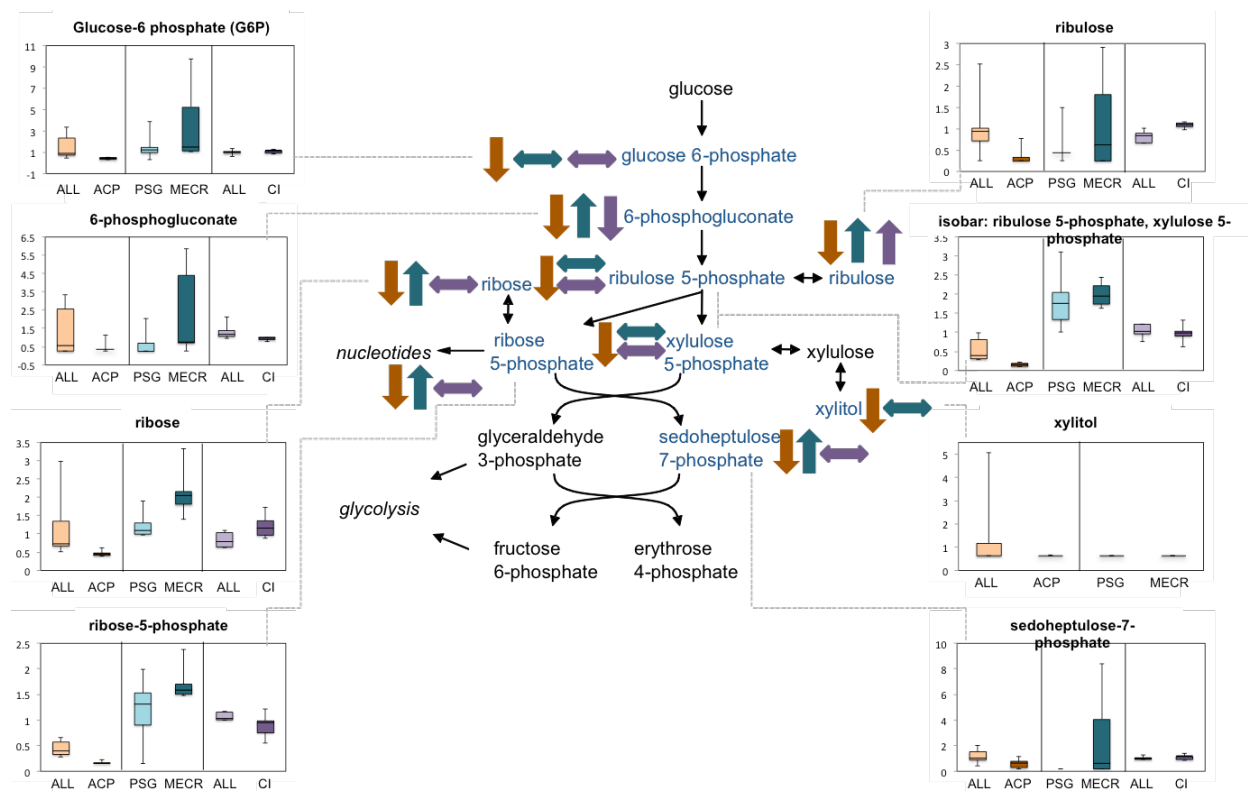 Glucose-6 phosphate (G6P)
11
9
7
5
3
1
-1
ALL ACP PSG MECR ALL CI
6-phosphogluconate
6.5
5.5
4.5
3.5
2.5
1.5
0.5
-0.5
ALL ACP PSG MECR ALL CI
ribose
3.5
3
2.5
2
1.5
1
0.5
0
ALL ACP PSG MECR ALL CI
ribose-5-phosphate
2.5
2
1.5
1
0.5
0
ALL ACP PSG MECR ALL CI
glucose
glucose 6-phosphate
6-phosphogluconate
ribose
ribulose 5-phosphate
ribulose
nucleotides
ribose
5-phosphate
xylulose
5-phosphate
xylulose
xylitol
glyceraldehyde
3-phosphate
sedoheptulose
7-phosphate
glycolysis
fructose
6-phosphate
erythrose
4-phosphate
ribulose
3
2.5
2
1.5
1
0.5
0
ALL ACP PSG MECR ALL CI
isobar: ribulose 5-phosphate, xylulose 5-
phosphate
3.5
3
2.5
2
1.5
1
0.5
0
ALL ACP PSG MECR ALL CI
xylitol
5
4
3
2
1
0
ALL ACP PSG MECR
sedoheptulose-7-
phosphate
10
8
6
4
2
0
ALL ACP PSG MECR ALL CI